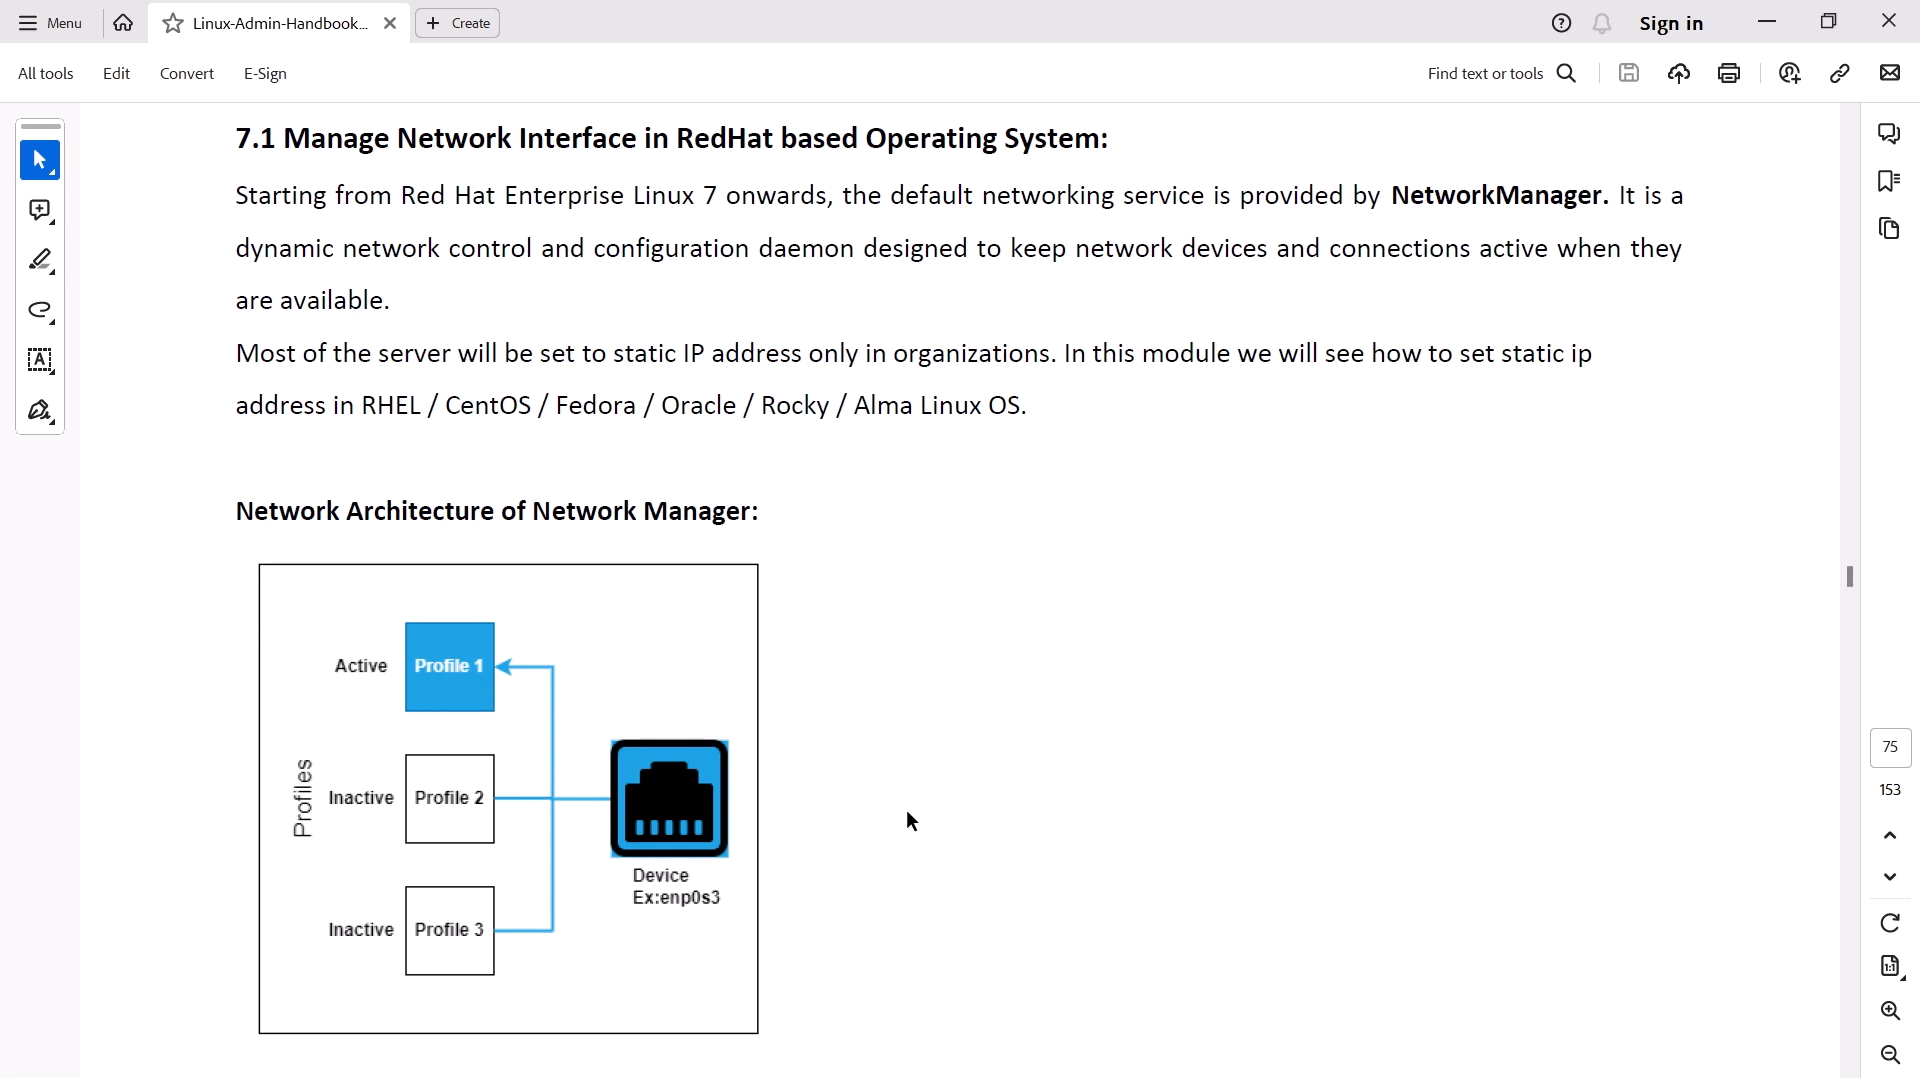 Menu
Linux-Admin-Handbook...
Create
Sign in
All tools
Edit
Convert
E-Sign
Find text or tools
7.1 Manage Network Interface in RedHat based Operating System:
Starting from Red Hat Enterprise Linux 7 onwards, the default networking service is provided by NetworkManager. It is a
dynamic network control and configuration daemon designed to keep network devices and connections active when they
are available.
Most of the server will be set to static IP address only in organizations. In this module we will see how to set static ip
address in RHEL / CentOS / Fedora / Oracle / Rocky / Alma Linux OS.
Network Architecture of Network Manager:
Active
Profile 1
Profiles
Inactive
Profile 2
Device
Ex:enp0s3
Inactive
Profile 3
75
153